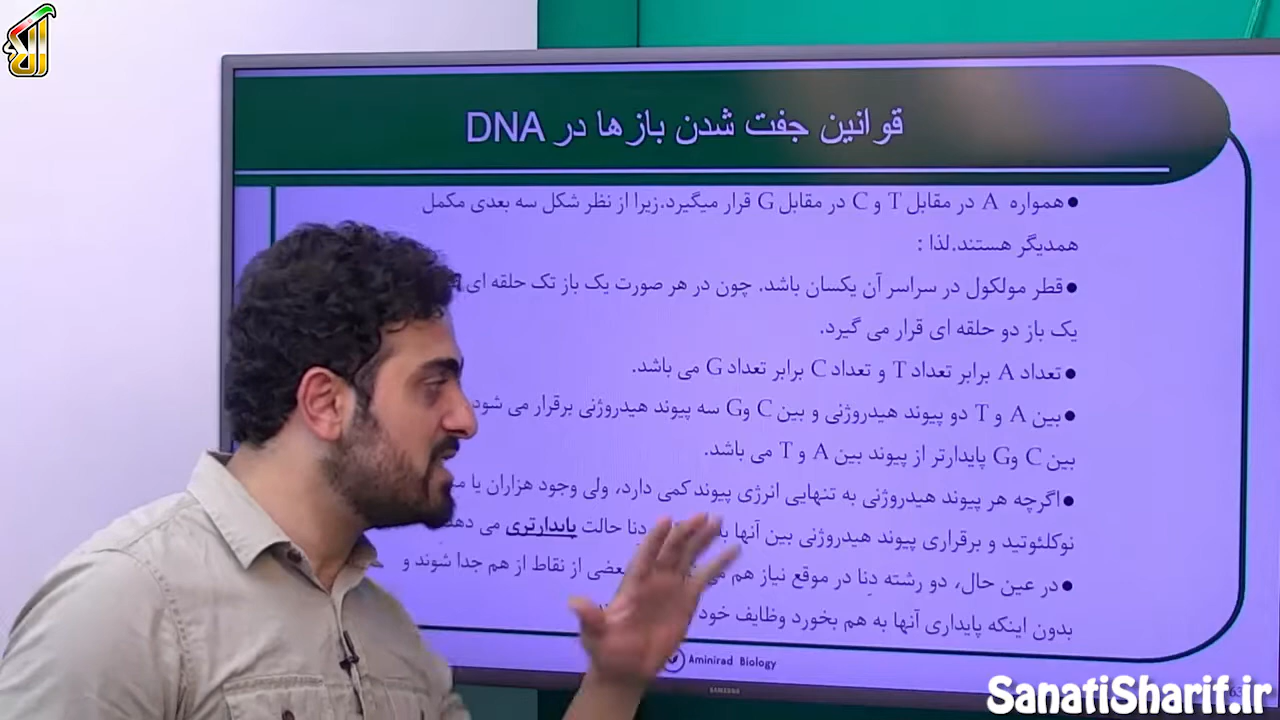 قوانین جفت شدن بازها در DNA
●همواره A در مقابل T و C در مقابل G قرار میگیرد.زیرا از نظر شکل سه بعدی مکمل
همدیگر هستند.لذا :
●قطر مولکول در سراسر آن یکسان باشد. چون در هر صورت یک باز تک حلقه ای
یک باز دو حلقه ای قرار می گیرد.
●تعداد A برابر تعداد T و تعداد C برابر تعداد G می باشد.
●بین A و T دو پیوند هیدروژنی و بین C وG سه پیوند هیدروژنی برقرار می شود
بین C وG پایدارتر از پیوند بین A و T می باشد.
●اگرچه هر پیوند هیدروژنی به تنهایی انرژی پیوند کمی دارد، ولی وجود هزاران یا
نوکلئوتید و برقراری پیوند هیدروژنی بین آنها دِنا حالت پایدارتری می
●در عین حال، دو رشته دِنا در موقع نیاز هم بعضی از نقاط از هم جدا شوند و
بدون اینکه پایداری آنها به هم بخورد وظایف خود
Aminirad Biology
SAMSUNG
63
SanatiSharif.ir